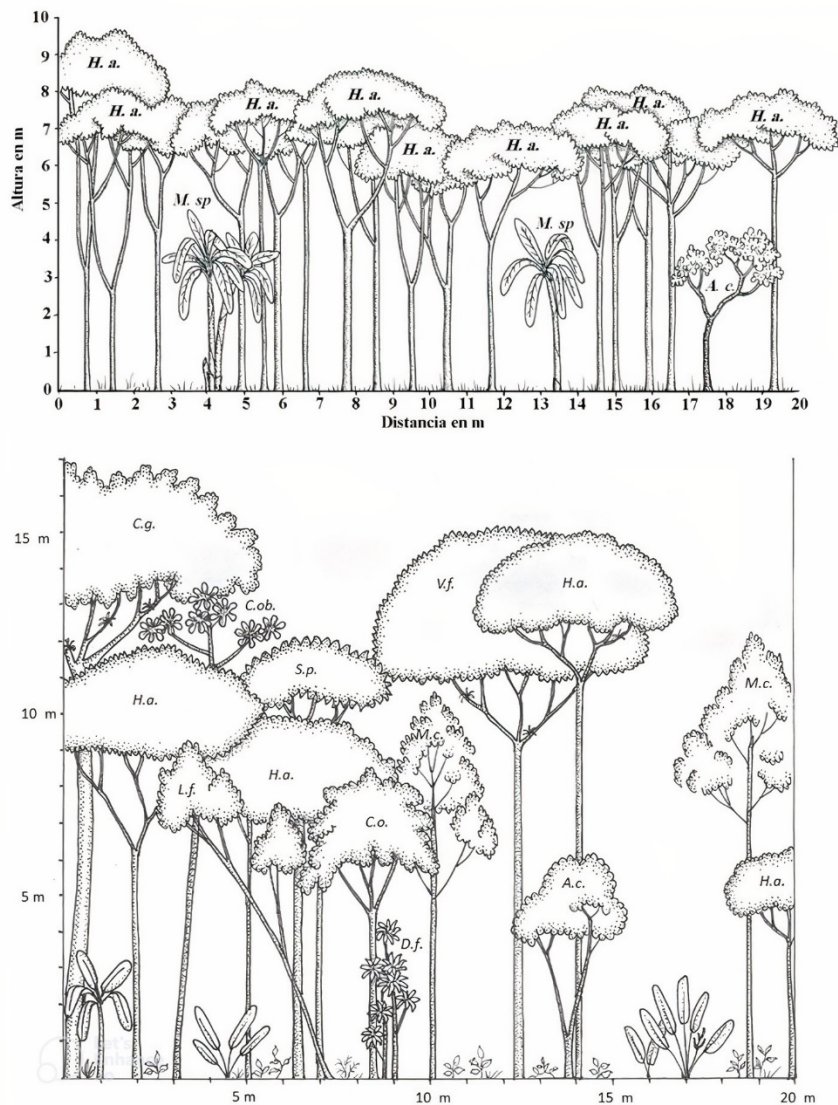 10
9
H. a.
8
H. a. H. a. H. a. H. a. H. a.
7
H. a.
H. a. H. a.
6
Altura en m
5
M. sp M. sp
4
3
A. c.
2
1
0
0 1 2 3 4 5 6 7 8 9 10 11 12 13 14 15 16 17 18 19 20
Distancia en m
15 m
C.g.
V.f. H.a.
C.ob.
S.p.
M.c.
10 m
H.a.
M.c.
L.f. H.a.
C.o.
5 m
A.c. H.a.
D.f.
Let's
5 m 10 m 15 m 20 m